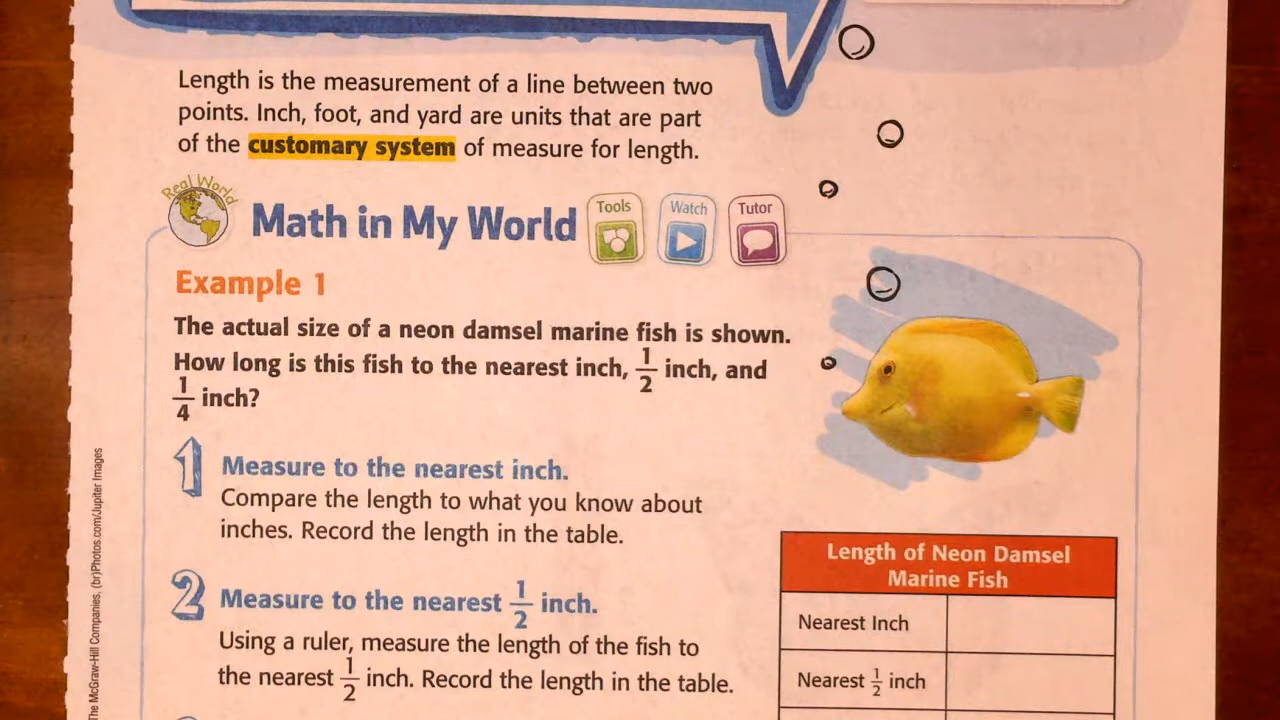 Length is the measurement of a line between two
points. Inch, foot, and yard are units that are part
of the customary system of measure for length.
Real World
Math in My World
Tools
Watch
Tutor
Example 1
The actual size of a neon damsel marine fish is shown.
How long is this fish to the nearest inch, 1/2 inch, and
1/4 inch?
1 Measure to the nearest inch.
Compare the length to what you know about
inches. Record the length in the table.
2 Measure to the nearest 1/2 inch.
Using a ruler, measure the length of the fish to
the nearest 1/2 inch. Record the length in the table.
Length of Neon Damsel
Marine Fish
Nearest Inch
Nearest 1/2 inch
The McGraw-Hill Companies, (br)Photos.com/Jupiter Images